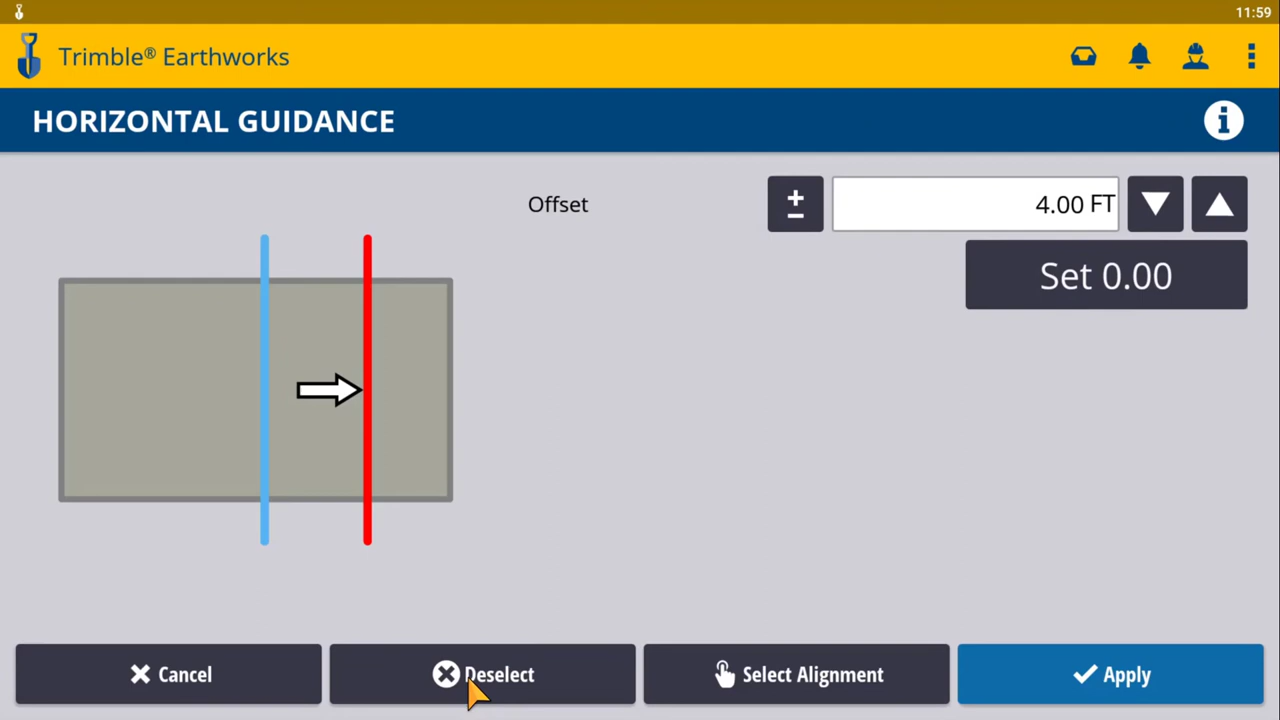 11:59
Trimble® Earthworks
HORIZONTAL GUIDANCE
Offset
4.00 FT
Set 0.00
Cancel
Deselect
Select Alignment
Apply